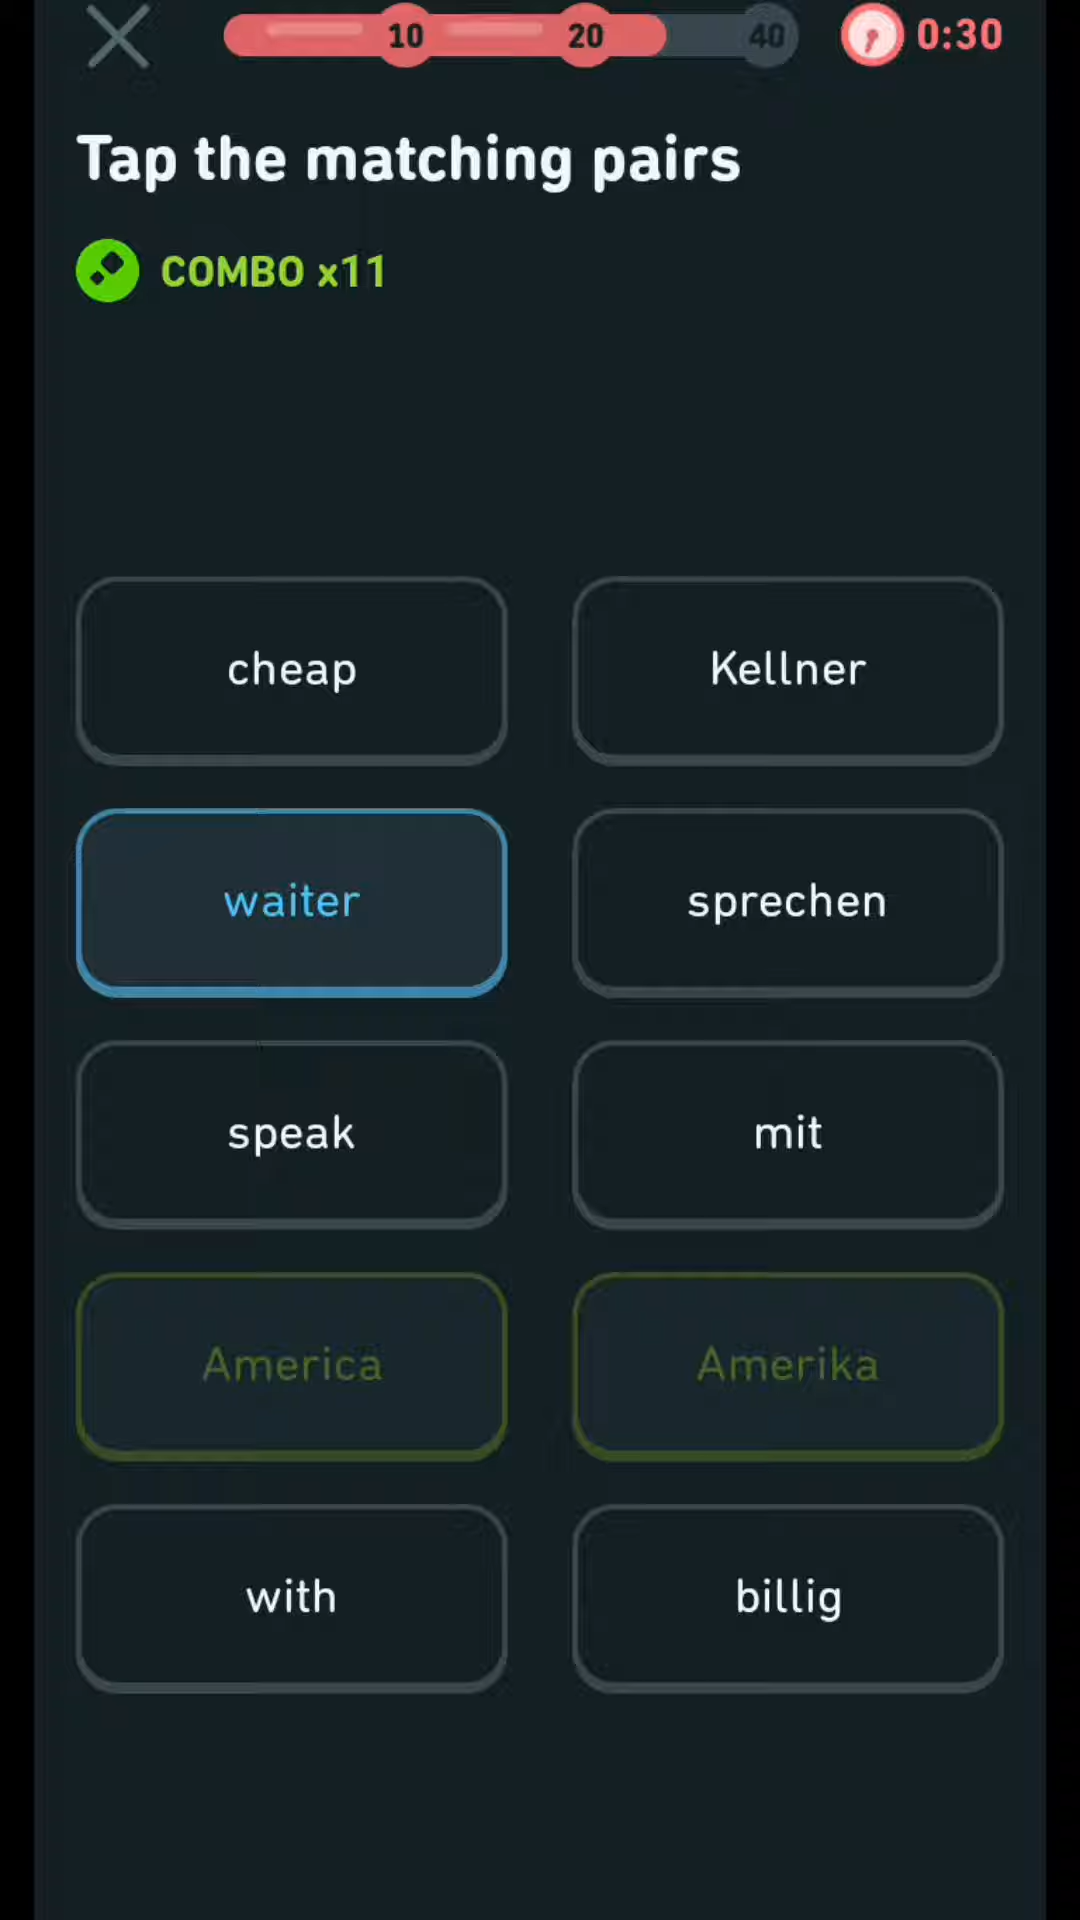 10 20 40 0:30
Tap the matching pairs
COMBO x11
cheap Kellner
waiter sprechen
speak mit
America Amerika
with billig